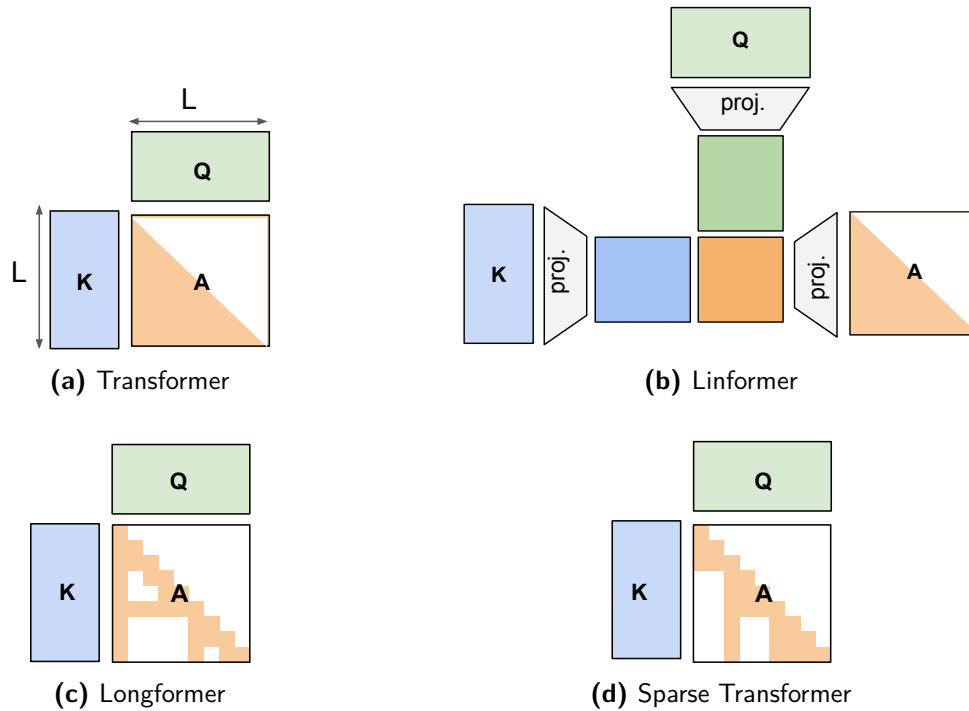 L
Q
L
K
A
(a) Transformer
Q
proj.
K
proj.
proj.
A
(b) Linformer
Q
K
A
(c) Longformer
Q
K
A
(d) Sparse Transformer